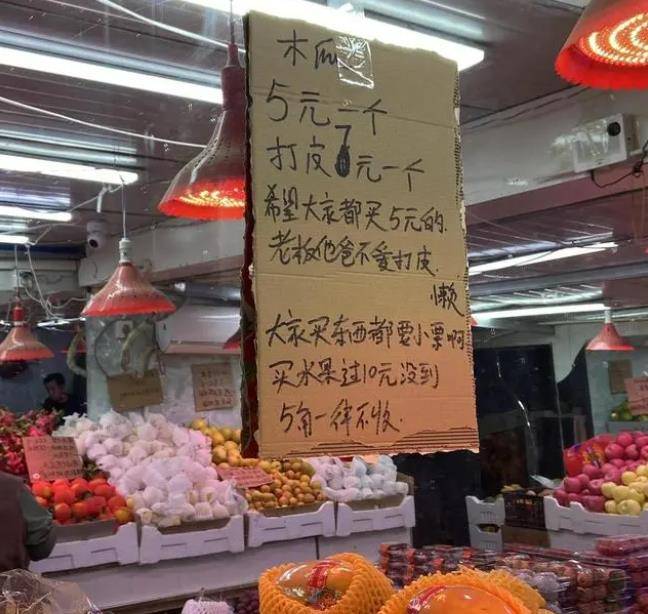 木瓜
5元一个
打皮7元一个
希望大家都买5元的.
老板他爸不爱打皮.
懒
大家买东西都要小票啊
买水果过10元没到
5角一律不收.